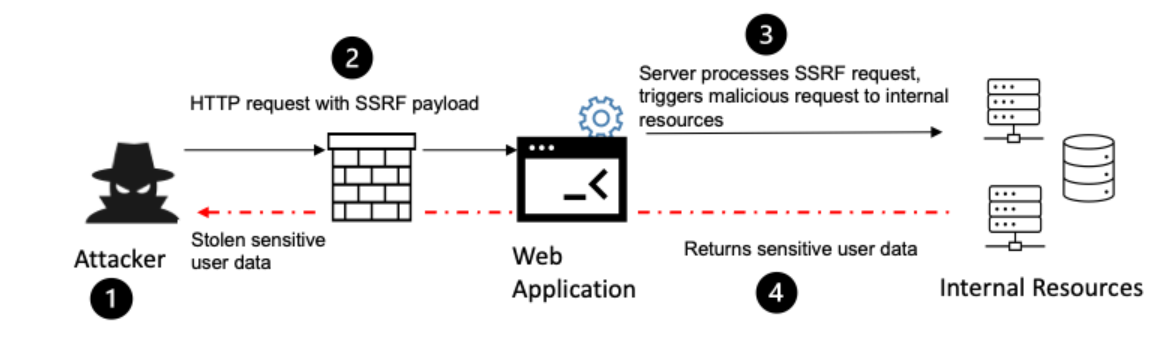 2
3
HTTP request with SSRF payload
Server processes SSRF request,
triggers malicious request to internal
resources
Attacker
1
Stolen sensitive
user data
Web
Application
Returns sensitive user data
4
Internal Resources